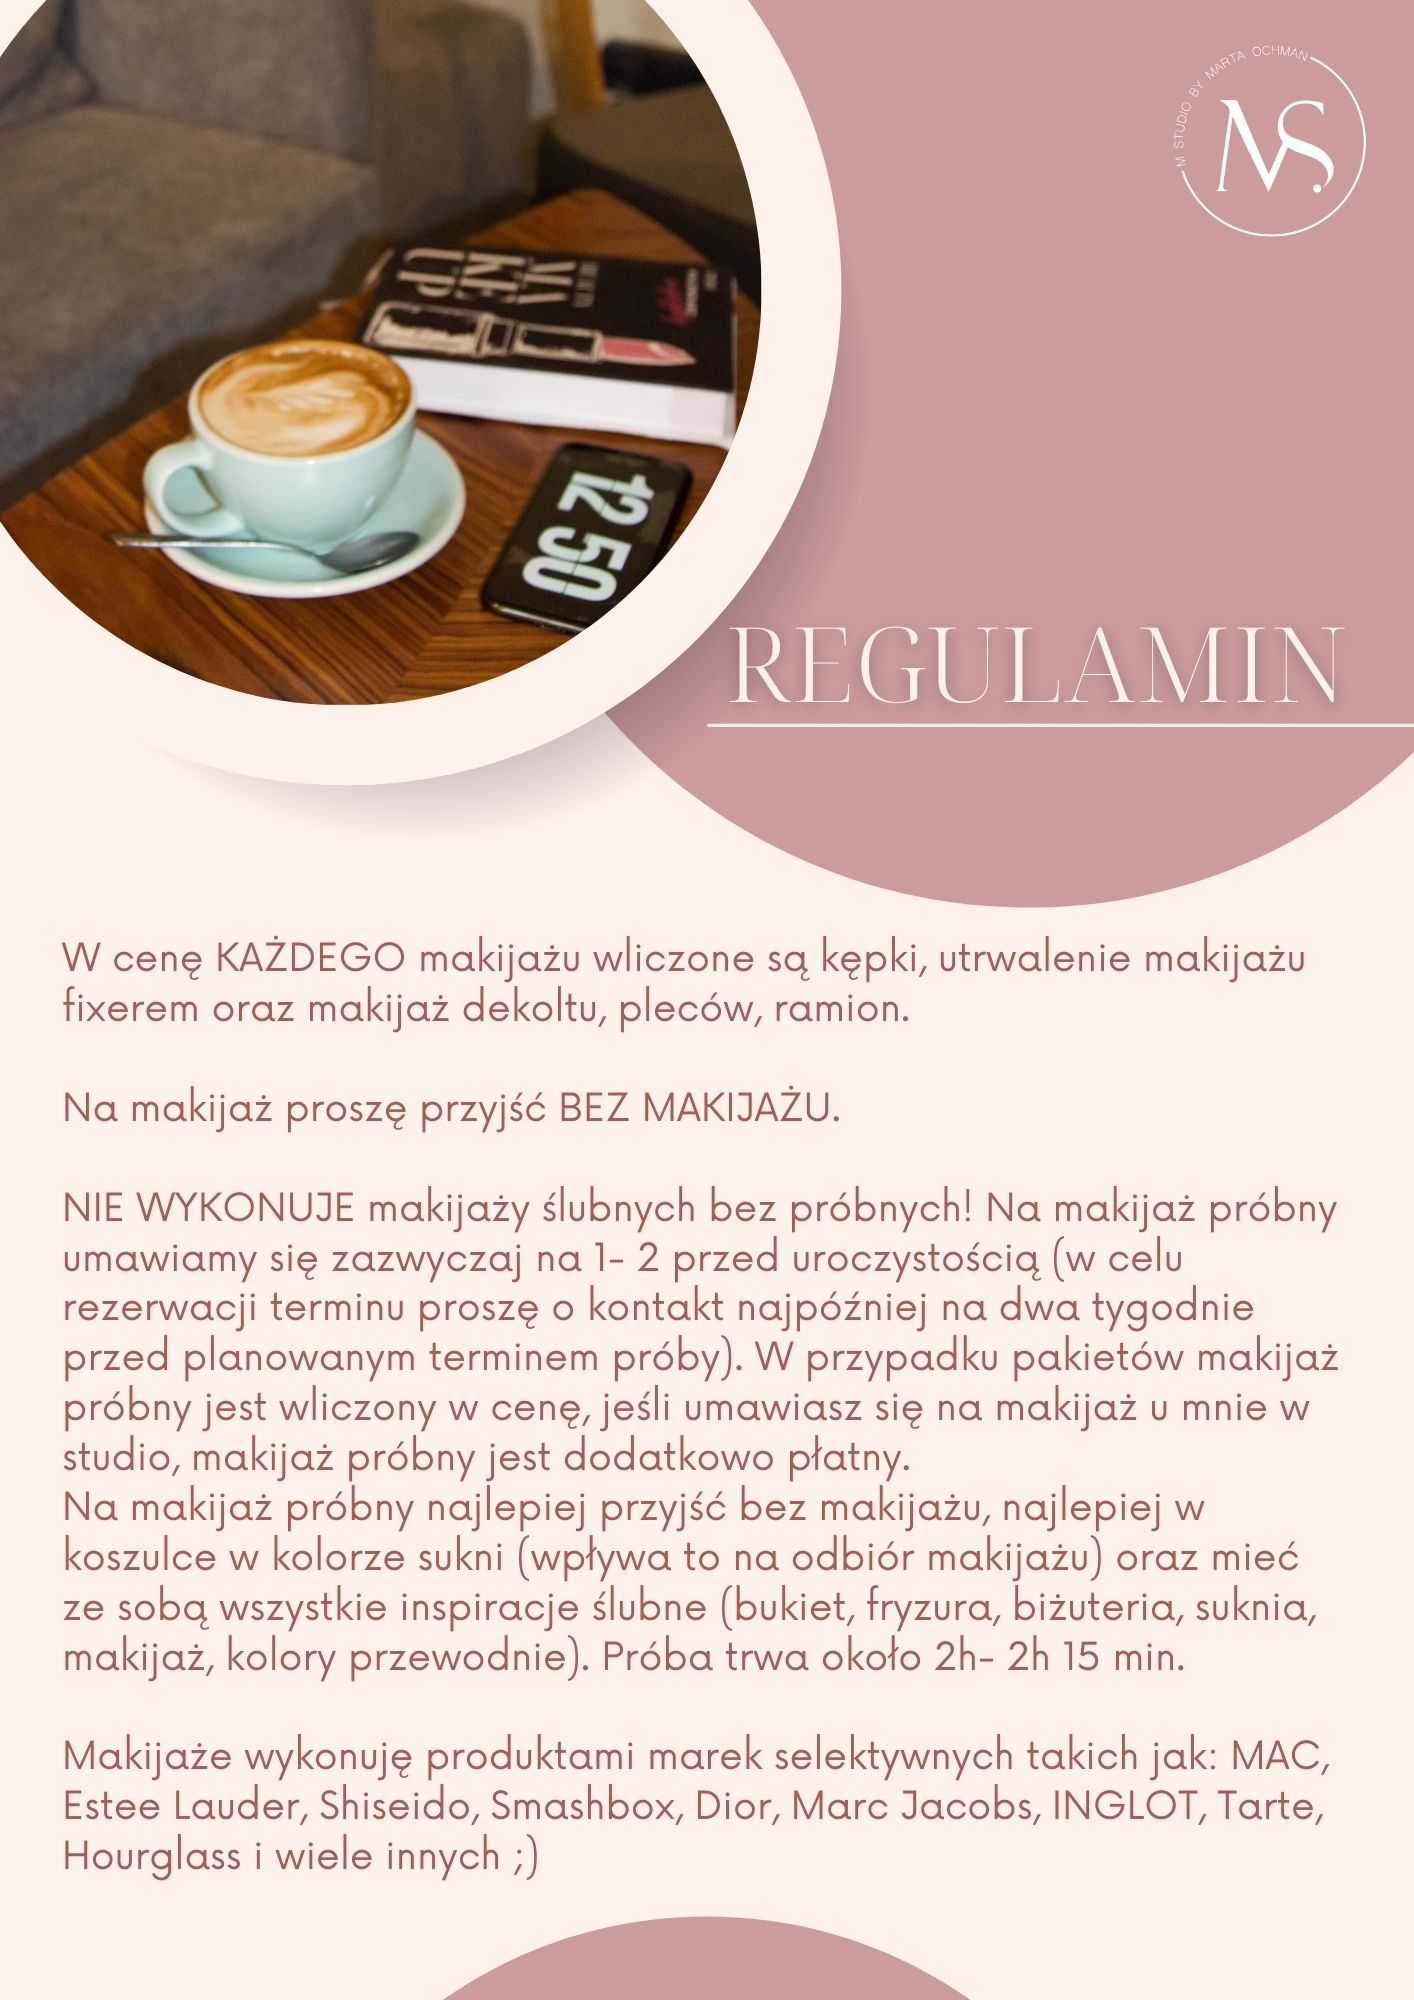 M STUDIO BY MARTA OCHMAN
MS.
MAKE
UP
12 50
REGULAMIN
W cenę KAŻDEGO makijażu wliczone są kępki, utrwalenie makijażu
fixerem oraz makijaż dekoltu, pleców, ramion.
Na makijaż proszę przyjść BEZ MAKIJAŻU.
NIE WYKONUJE makijaży ślubnych bez próbnych! Na makijaż próbny
umawiamy się zazwyczaj na 1- 2 przed uroczystością (w celu
rezerwacji terminu proszę o kontakt najpóźniej na dwa tygodnie
przed planowanym terminem próby). W przypadku pakietów makijaż
próbny jest wliczony w cenę, jeśli umawiasz się na makijaż u mnie w
studio, makijaż próbny jest dodatkowo płatny.
Na makijaż próbny najlepiej przyjść bez makijażu, najlepiej w
koszulce w kolorze sukni (wpływa to na odbiór makijażu) oraz mieć
ze sobą wszystkie inspiracje ślubne (bukiet, fryzura, biżuteria, suknia,
makijaż, kolory przewodnie). Próba trwa około 2h- 2h 15 min.
Makijaże wykonuję produktami marek selektywnych takich jak: MAC,
Estee Lauder, Shiseido, Smashbox, Dior, Marc Jacobs, INGLOT, Tarte,
Hourglass i wiele innych ;)